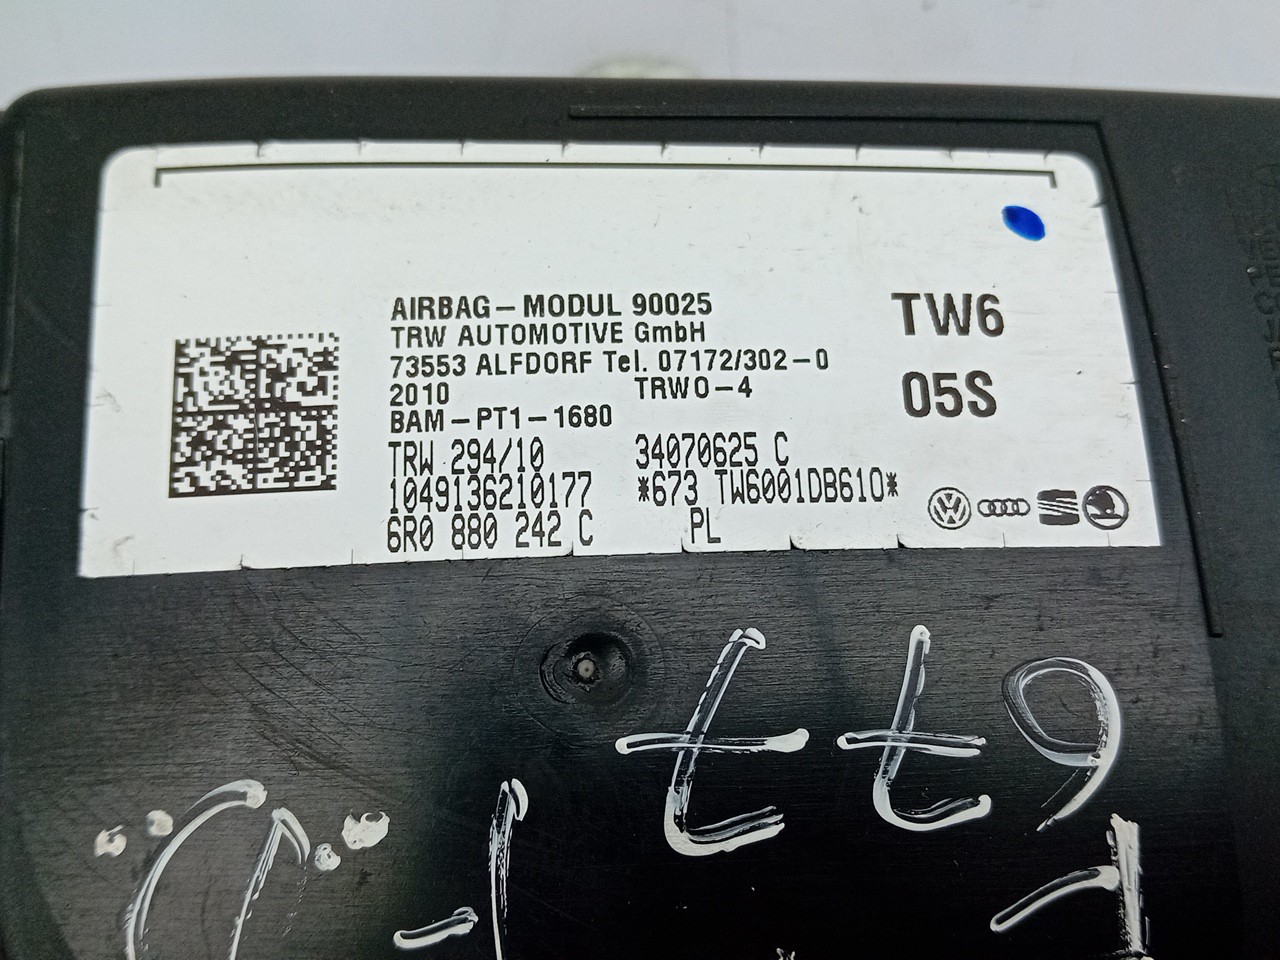 AIRBAG-MODUL 90025
TRW AUTOMOTIVE GmbH
73553 ALFDORF Tel. 07172/302-0
2010 TRWO-4
BAM-PT1-1680
TRW 294/10 34070625 C
1049136210177 *673 TW6001DB610*
6R0 880 242 C PL
TW6
05S